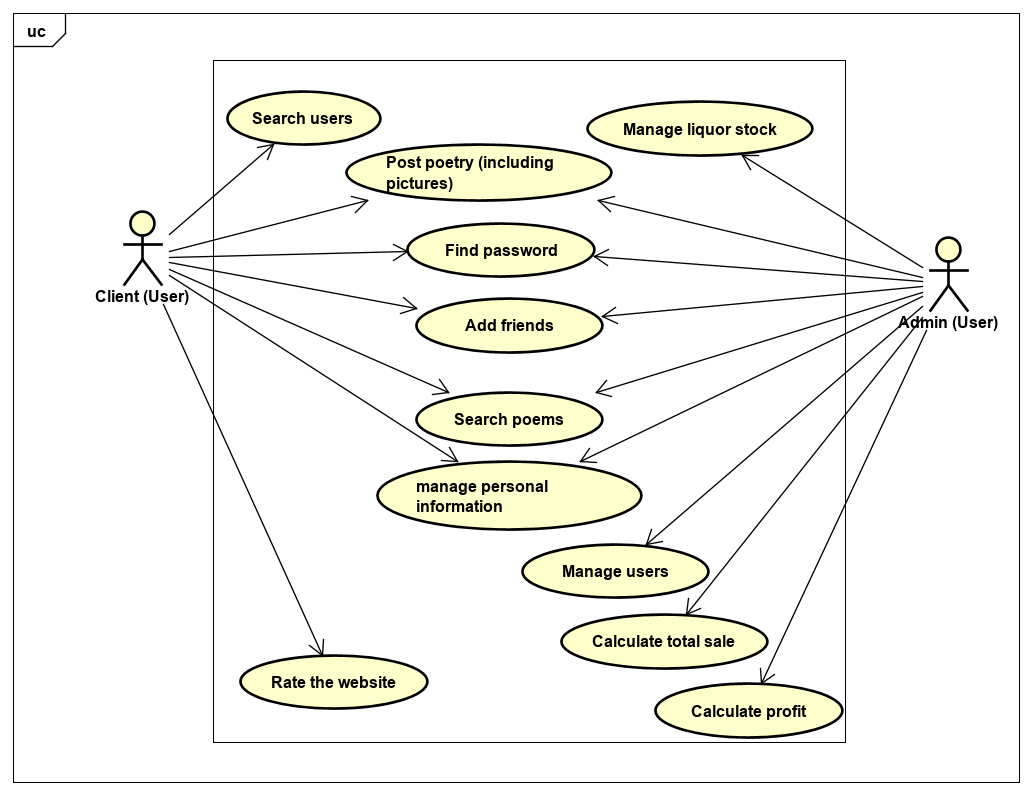 uc
Search users
Manage liquor stock
Post poetry (including
pictures)
Find password
Client (User)
Admin (User)
Add friends
Search poems
manage personal
information
Manage users
Calculate total sale
Rate the website
Calculate profit